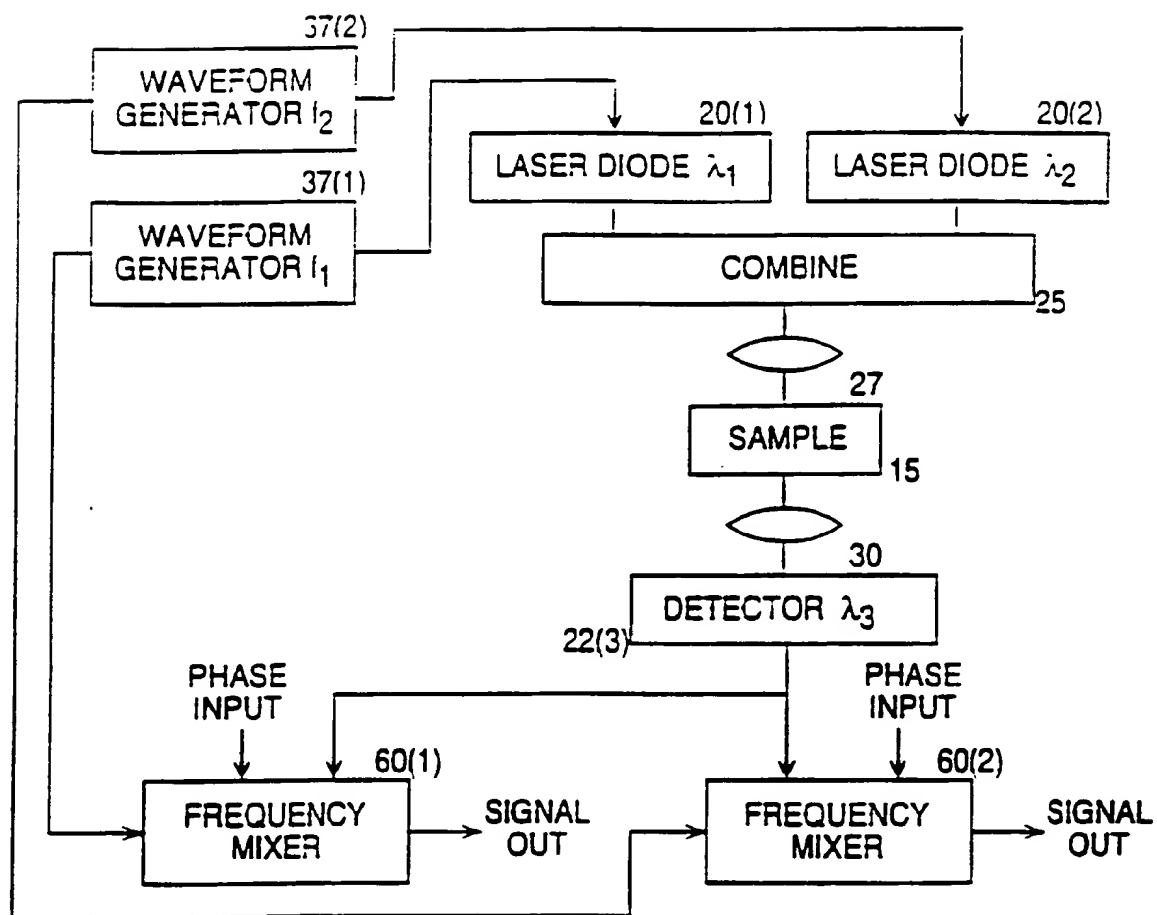 37(2)
WAVEFORM
GENERATOR f2
20(1)
20(2)
LASER DIODE λ1
LASER DIODE λ2
37(1)
WAVEFORM
GENERATOR f1
COMBINE
25
27
SAMPLE
15
30
DETECTOR λ3
22(3)
PHASE
INPUT
PHASE
INPUT
60(1)
60(2)
FREQUENCY
MIXER
SIGNAL
OUT
FREQUENCY
MIXER
SIGNAL
OUT